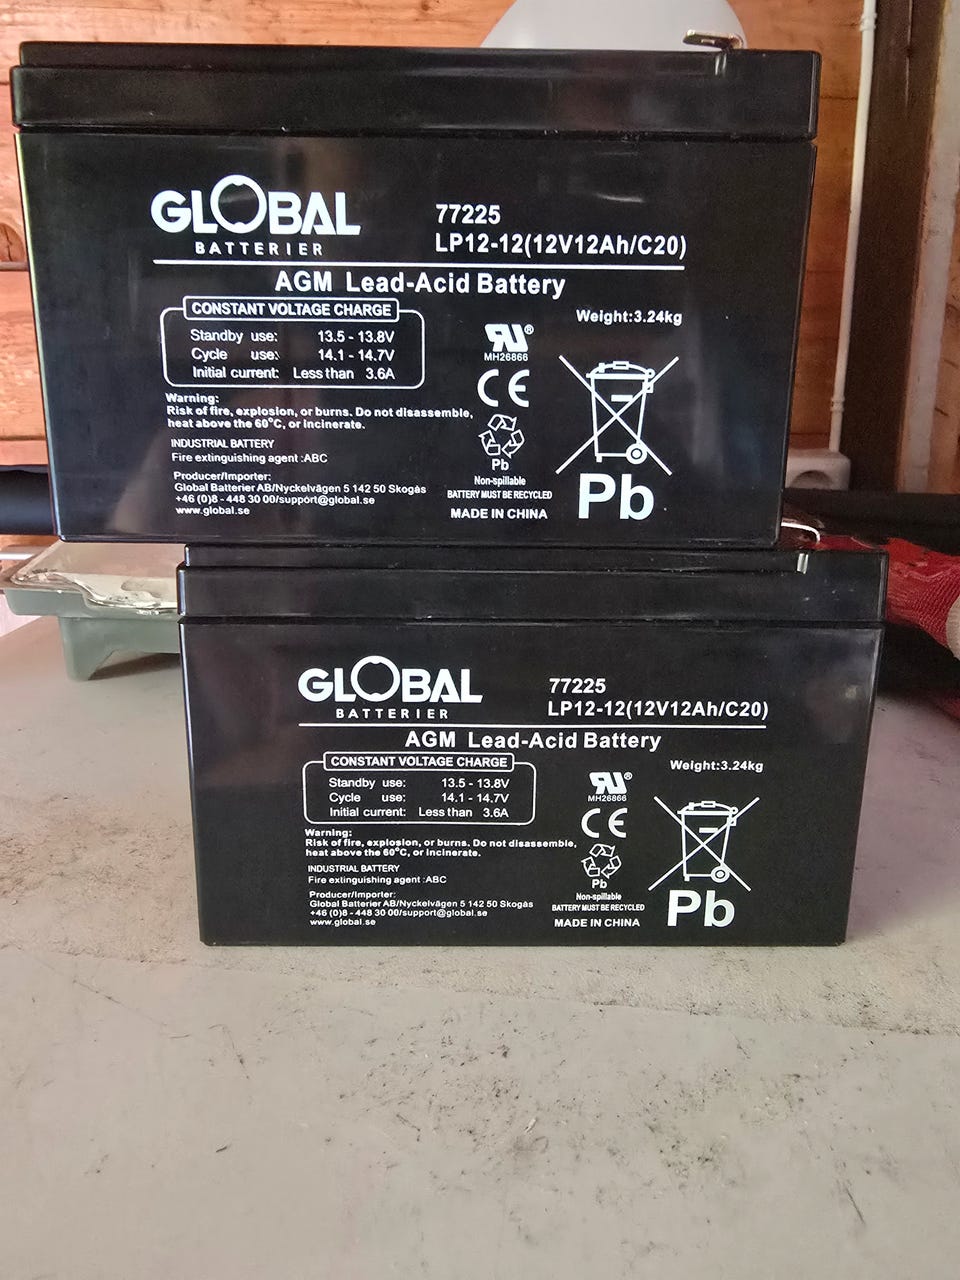 GLOBAL
BATTERIER
77225
LP12-12(12V12Ah/C20)
AGM Lead-Acid Battery
CONSTANT VOLTAGE CHARGE
Standby use: 13.5 - 13.8V
Cycle use: 14.1 - 14.7V
Initial current: Less than 3.6A
Weight:3.24kg
RU®
MH26866
CE
Warning:
Risk of fire, explosion, or burns. Do not disassemble,
heat above the 60°C, or incinerate.
INDUSTRIAL BATTERY
Fire extinguishing agent :ABC
Producer/Importer:
Global Batterier AB/Nyckelvägen 5 142 50 Skogås
+46 (0)8 - 448 30 00/support@global.se
www.global.se
Pb
Non-spillable
BATTERY MUST BE RECYCLED
MADE IN CHINA
Pb
GLOBAL
BATTERIER
77225
LP12-12(12V12Ah/C20)
AGM Lead-Acid Battery
CONSTANT VOLTAGE CHARGE
Standby use: 13.5 - 13.8V
Cycle use: 14.1 - 14.7V
Initial current: Less than 3.6A
Weight:3.24kg
RU®
MH26866
CE
Warning:
Risk of fire, explosion, or burns. Do not disassemble,
heat above the 60°C, or incinerate.
INDUSTRIAL BATTERY
Fire extinguishing agent :ABC
Producer/Importer:
Global Batterier AB/Nyckelvägen 5 142 50 Skogås
+46 (0)8 - 448 30 00/support@global.se
www.global.se
Pb
Non-spillable
BATTERY MUST BE RECYCLED
MADE IN CHINA
Pb